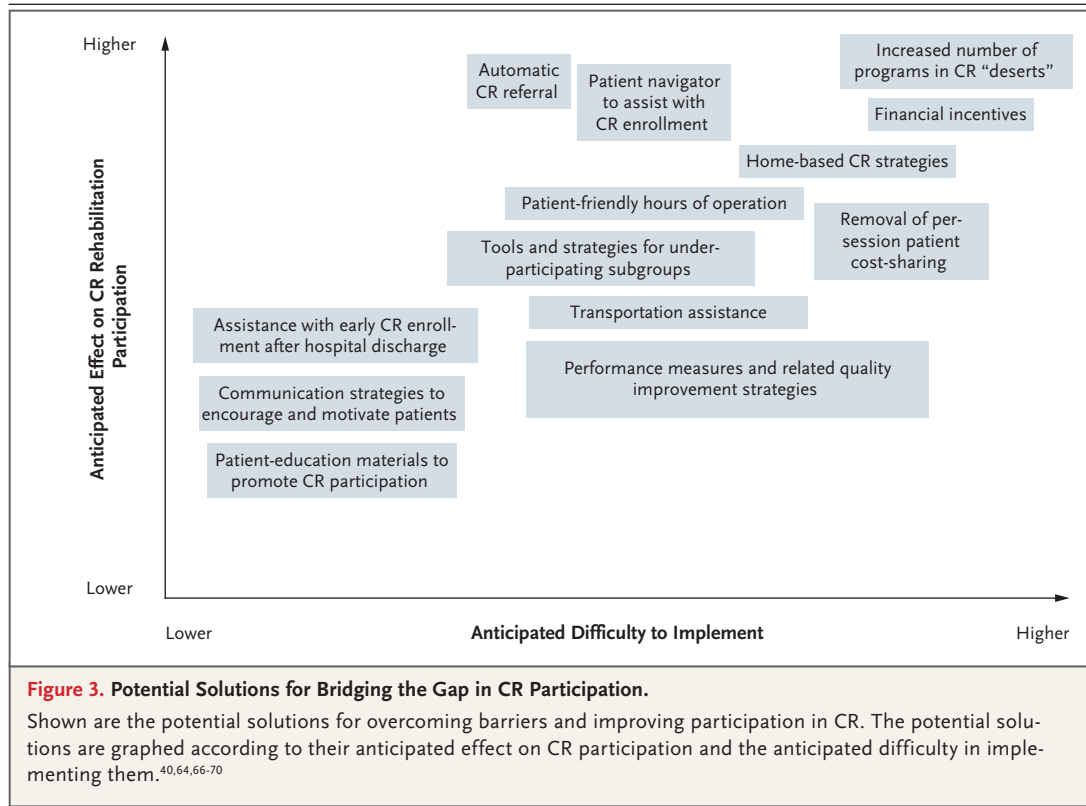 Higher
Automatic
CR referral
Patient navigator
to assist with
CR enrollment
Increased number of
programs in CR “deserts”
Financial incentives
Home-based CR strategies
Patient-friendly hours of operation
Removal of per-
session patient
cost-sharing
Tools and strategies for under-
participating subgroups
Transportation assistance
Assistance with early CR enroll-
ment after hospital discharge
Performance measures and related quality
improvement strategies
Communication strategies to
encourage and motivate patients
Patient-education materials to
promote CR participation
Anticipated Effect on CR Rehabilitation
Participation
Lower
Lower
Anticipated Difficulty to Implement
Higher
Figure 3. Potential Solutions for Bridging the Gap in CR Participation.
Shown are the potential solutions for overcoming barriers and improving participation in CR. The potential solu-
tions are graphed according to their anticipated effect on CR participation and the anticipated difficulty in imple-
menting them.40,64,66-70